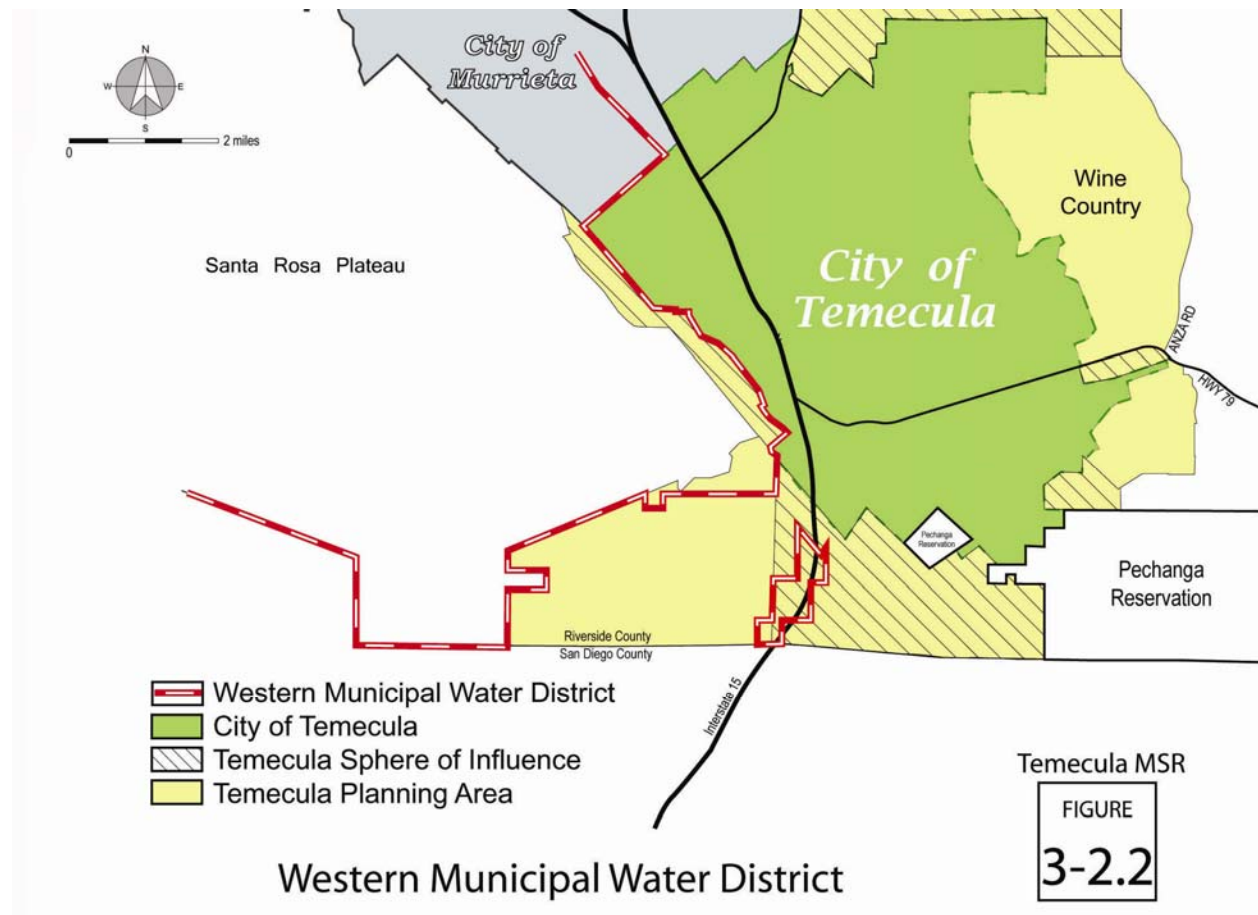 City of
Murrieta
N
W
E
S
0
2 miles
Wine
Country
Santa Rosa Plateau
City of
Temecula
ANZA RD
HWY 79
Pechanga
Reservation
Pechanga
Reservation
Riverside County
San Diego County
Interstate 15
Western Municipal Water District
City of Temecula
Temecula Sphere of Influence
Temecula Planning Area
Temecula MSR
FIGURE
3-2.2
Western Municipal Water District